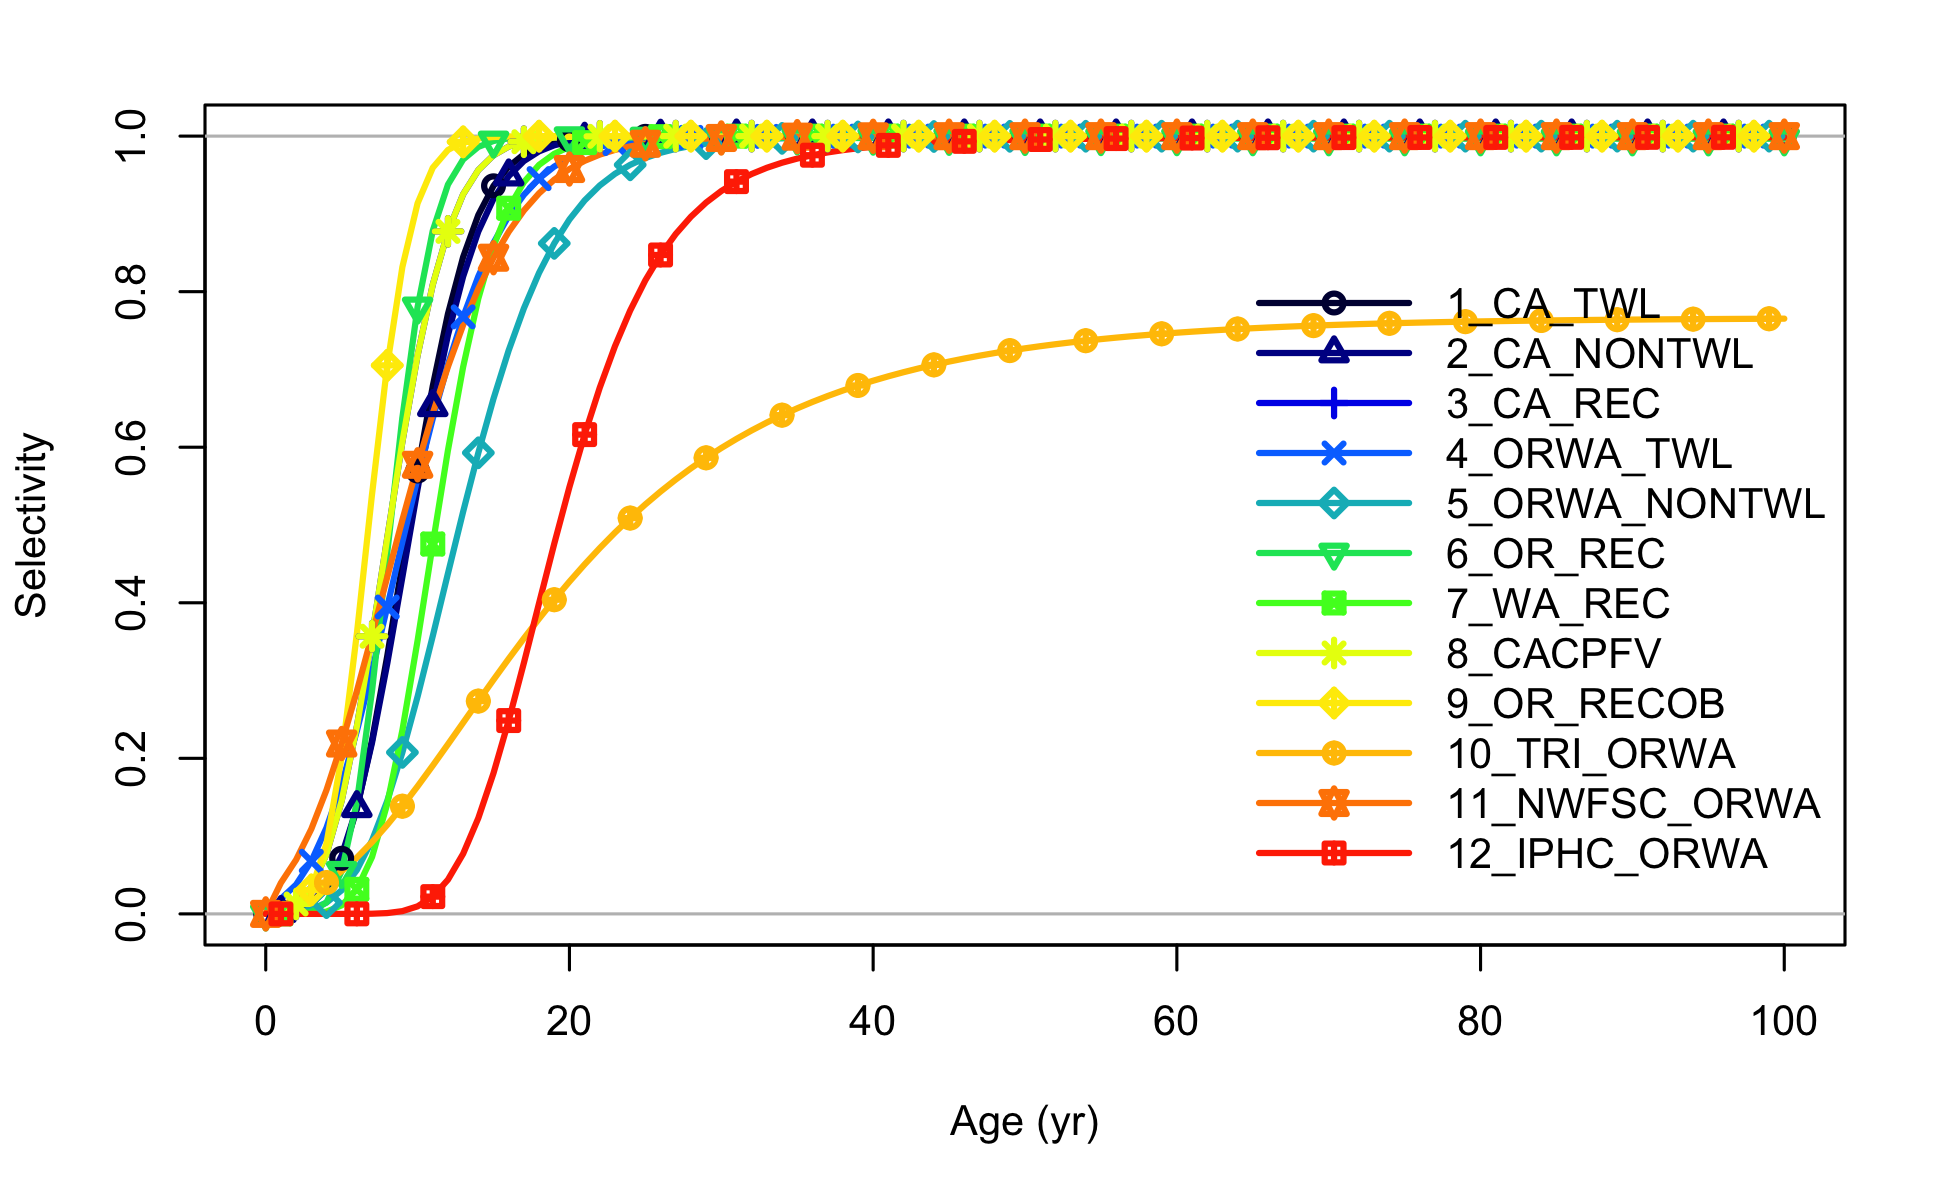 1.0
0.8
0.6
0.4
0.2
0.0
Selectivity
1_CA_TWL
2_CA_NONTWL
3_CA_REC
4_ORWA_TWL
5_ORWA_NONTWL
6_OR_REC
7_WA_REC
8_CACPFV
9_OR_RECOB
10_TRI_ORWA
11_NWFSC_ORWA
12_IPHC_ORWA
0 20 40 60 80 100
Age (yr)